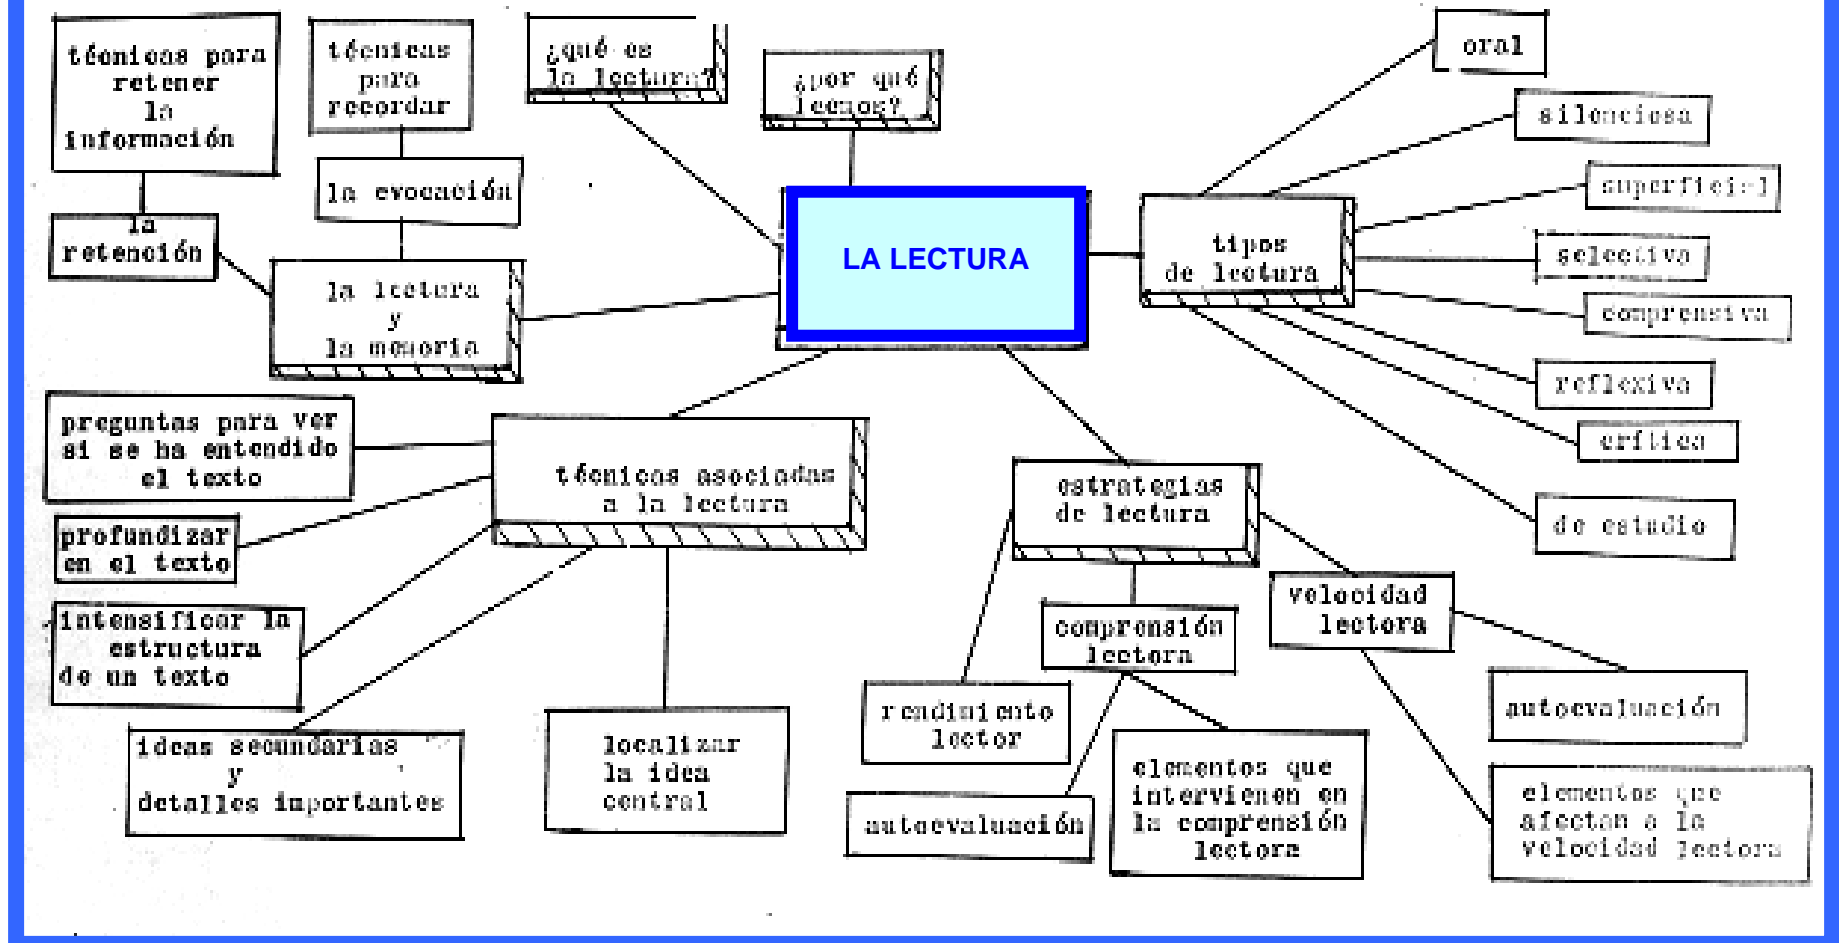 técnicas para
retener
la
información
técnicas
para
recordar
¿qué es
la lectura?
¿por qué
leemos?
oral
silenciosa
superficial
selectiva
comprensiva
reflexiva
crítica
de estudio
la evocación
la
retención
la lectura
y
la memoria
LA LECTURA
tipos
de lectura
preguntas para ver
si se ha entendido
el texto
profundizar
en el texto
intensificar la
estructura
de un texto
ideas secundarias
y
detalles importantes
técnicas asociadas
a la lectura
localizar
la idea
central
estrategias
de lectura
rendimiento
lector
comprensión
lectora
velocidad
lectora
autoevaluación
elementos que
intervienen en
la comprensión
lectora
autoevaluación
elementos que
afectan a la
velocidad lectora